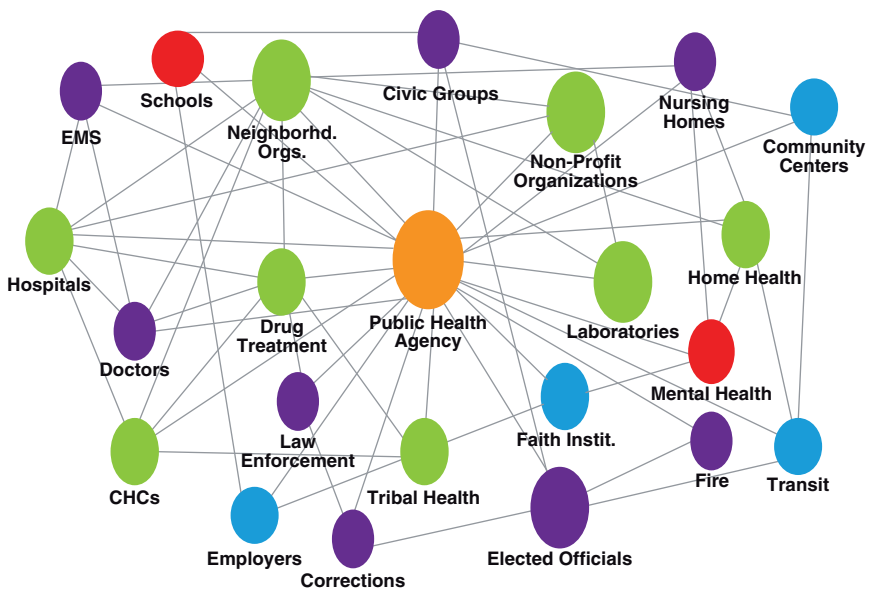 Schools
Civic Groups
EMS
Neighborhd.
Orgs.
Nursing
Homes
Community
Centers
Non-Profit
Organizations
Hospitals
Home Health
Public Health
Agency
Drug
Treatment
Laboratories
Doctors
Mental Health
Law
Enforcement
Faith Instit.
Fire
Transit
CHCs
Tribal Health
Employers
Corrections
Elected Officials